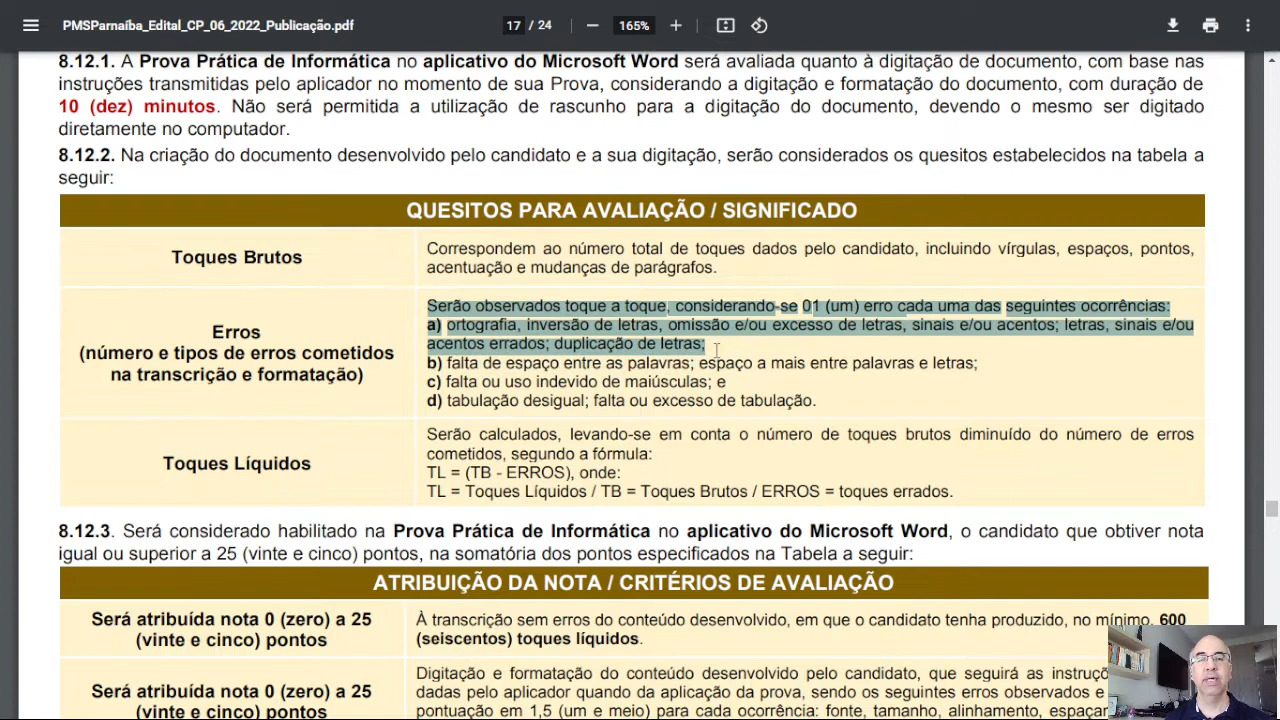 PMSParnaíba_Edital_CP_06_2022_Publicação.pdf
17 / 24
165%
8.12.1. A Prova Prática de Informática no aplicativo do Microsoft Word será avaliada quanto à digitação de documento, com base nas
instruções transmitidas pelo aplicador no momento de sua Prova, considerando a digitação e formatação do documento, com duração de
10 (dez) minutos. Não será permitida a utilização de rascunho para a digitação do documento, devendo o mesmo ser digitado
diretamente no computador.
8.12.2. Na criação do documento desenvolvido pelo candidato e a sua digitação, serão considerados os quesitos estabelecidos na tabela a
seguir:
QUESITOS PARA AVALIAÇÃO / SIGNIFICADO
Toques Brutos
Correspondem ao número total de toques dados pelo candidato, incluindo vírgulas, espaços, pontos,
acentuação e mudanças de parágrafos.
Erros
(número e tipos de erros cometidos
na transcrição e formatação)
Serão observados toque a toque, considerando-se 01 (um) erro cada uma das seguintes ocorrências:
a) ortografia, inversão de letras, omissão e/ou excesso de letras, sinais e/ou acentos; letras, sinais e/ou
acentos errados; duplicação de letras;
b) falta de espaço entre as palavras; espaço a mais entre palavras e letras;
c) falta ou uso indevido de maiúsculas; e
d) tabulação desigual; falta ou excesso de tabulação.
Toques Líquidos
Serão calculados, levando-se em conta o número de toques brutos diminuído do número de erros
cometidos, segundo a fórmula:
TL = (TB - ERROS), onde:
TL = Toques Líquidos / TB = Toques Brutos / ERROS = toques errados.
8.12.3. Será considerado habilitado na Prova Prática de Informática no aplicativo do Microsoft Word, o candidato que obtiver nota
igual ou superior a 25 (vinte e cinco) pontos, na somatória dos pontos especificados na Tabela a seguir:
ATRIBUIÇÃO DA NOTA / CRITÉRIOS DE AVALIAÇÃO
Será atribuída nota 0 (zero) a 25
(vinte e cinco) pontos
À transcrição sem erros do conteúdo desenvolvido, em que o candidato tenha produzido, no mínimo, 600
(seiscentos) toques líquidos.
Será atribuída nota 0 (zero) a 25
(vinte e cinco) pontos
Digitação e formatação do conteúdo desenvolvido pelo candidato, que seguirá as
dadas pelo aplicador quando da aplicação da prova, sendo os seguintes erros observados e
pontuação em 1,5 (um e meio) para cada ocorrência: fonte, tamanho, alinhamento,